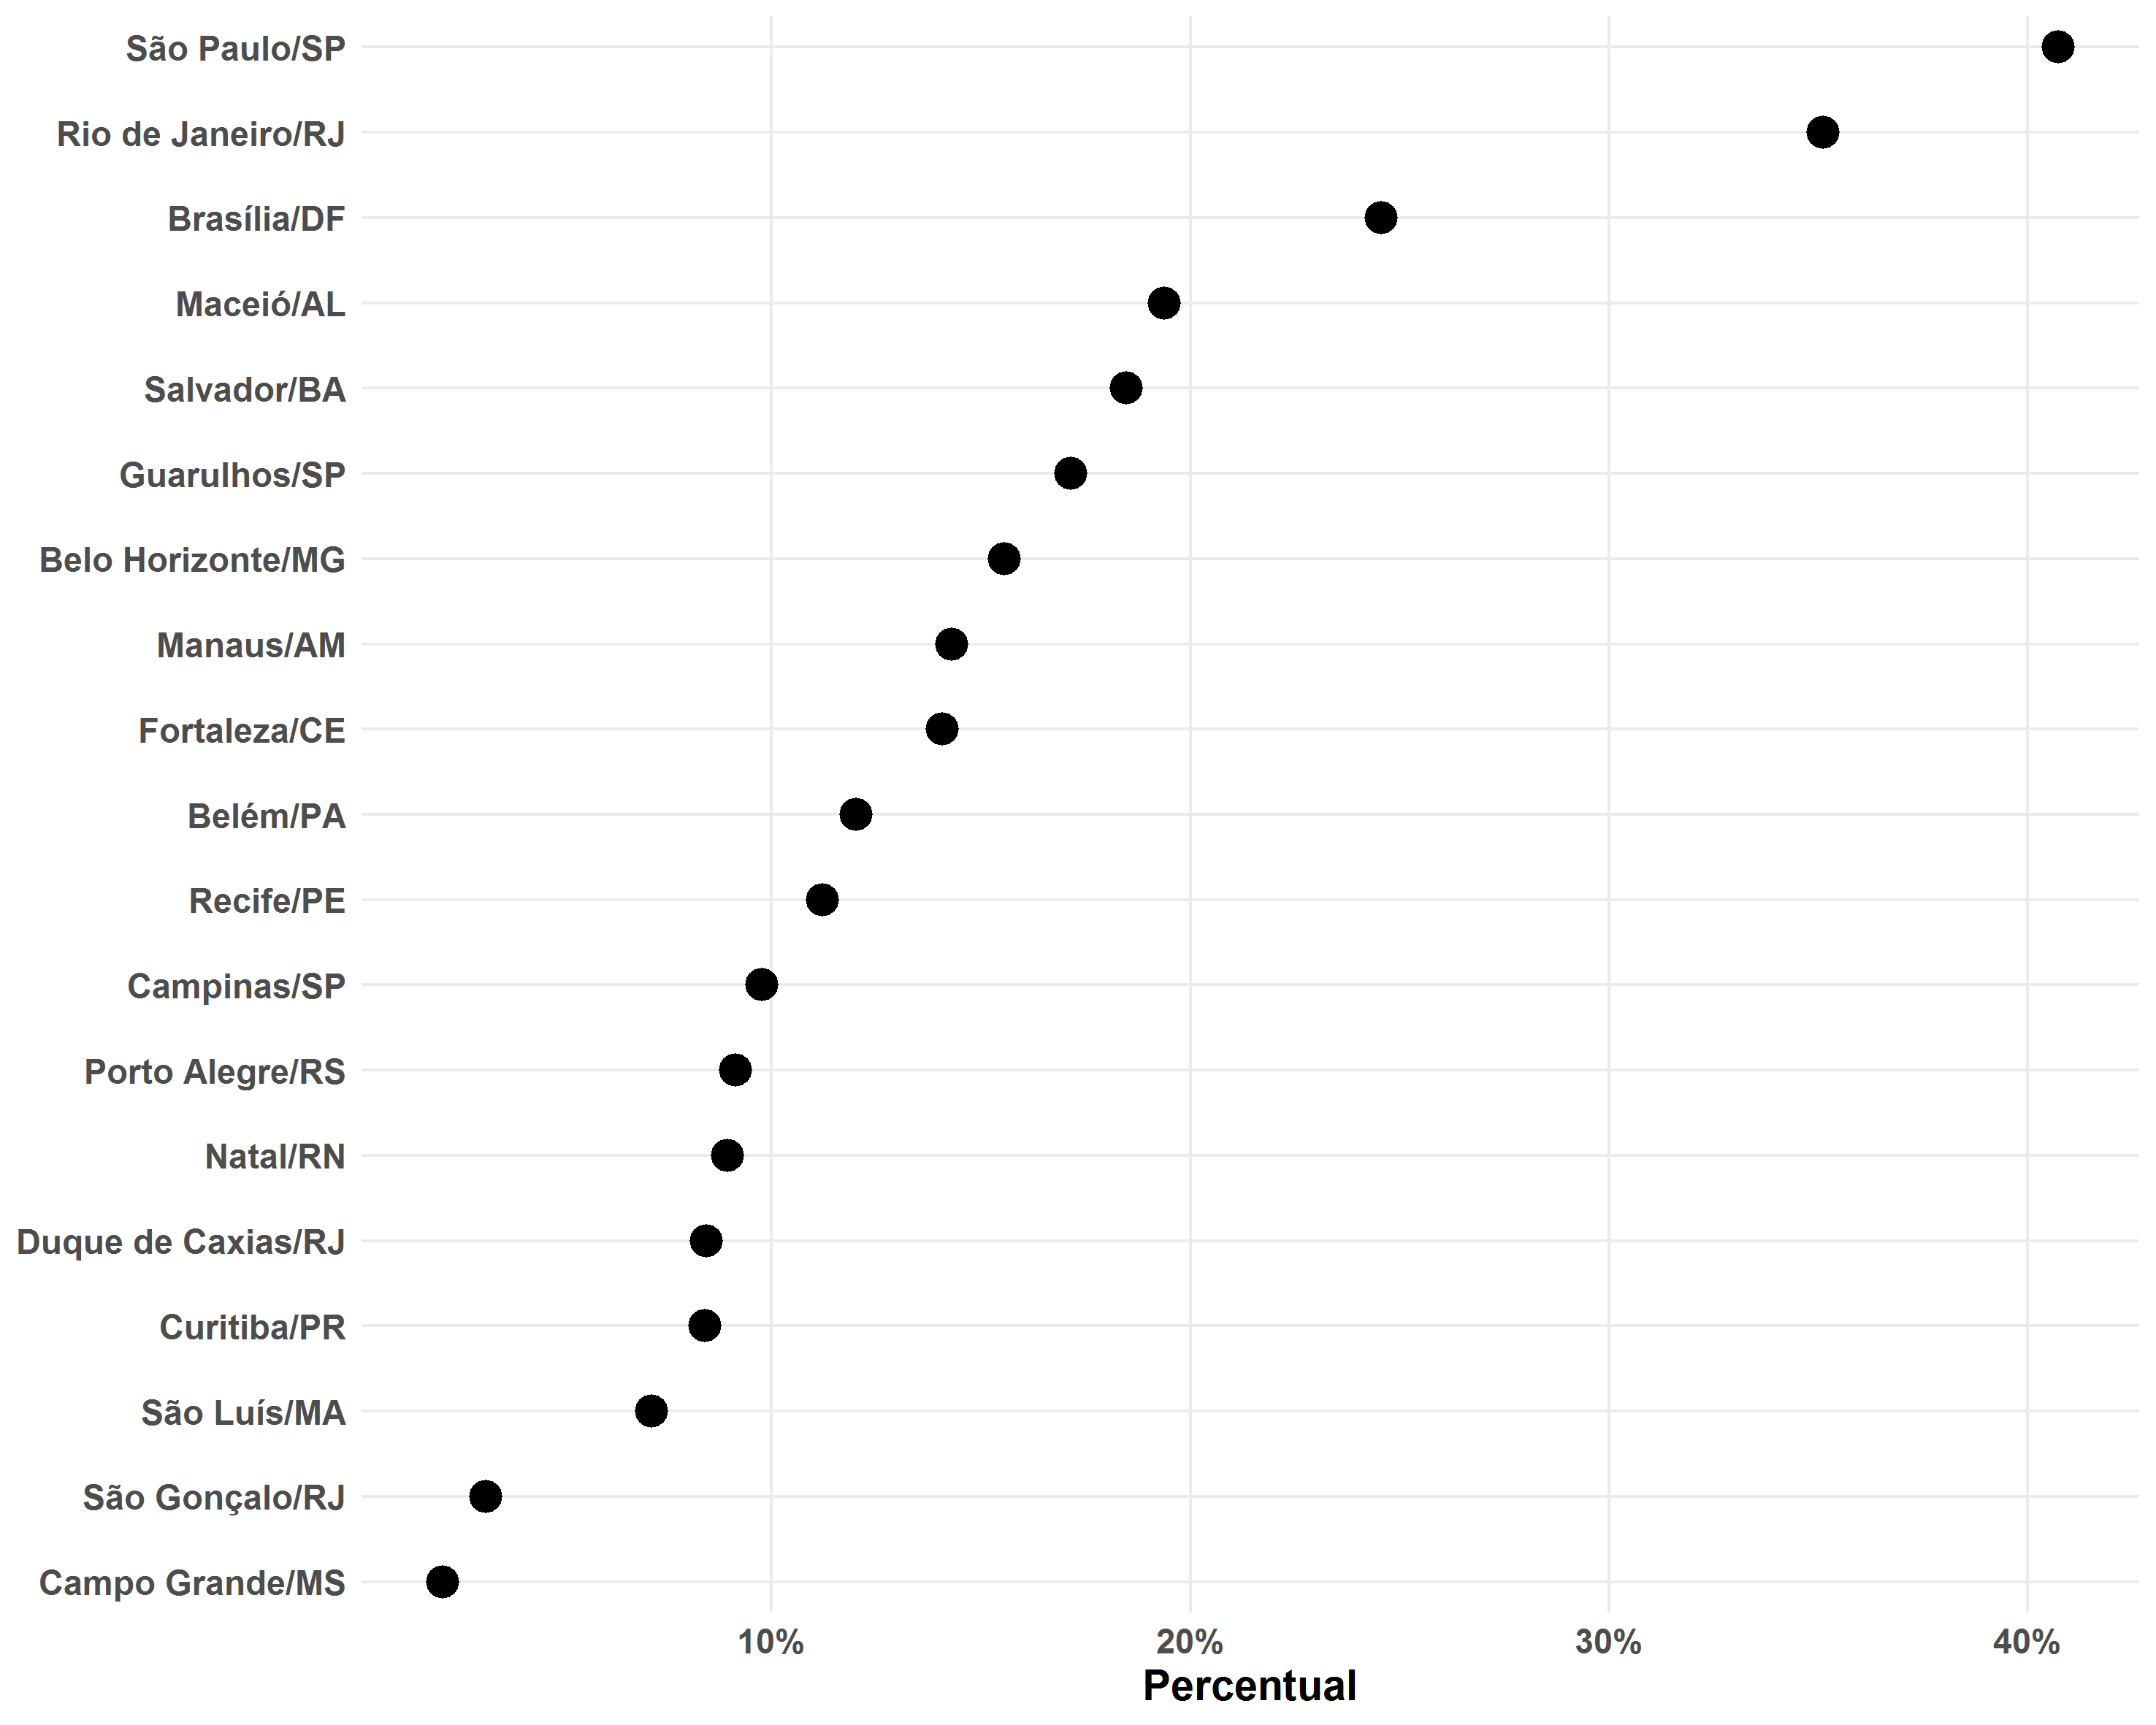 São Paulo/SP
Rio de Janeiro/RJ
Brasília/DF
Maceió/AL
Salvador/BA
Guarulhos/SP
Belo Horizonte/MG
Manaus/AM
Fortaleza/CE
Belém/PA
Recife/PE
Campinas/SP
Porto Alegre/RS
Natal/RN
Duque de Caxias/RJ
Curitiba/PR
São Luís/MA
São Gonçalo/RJ
Campo Grande/MS
10% 20% 30% 40%
Percentual